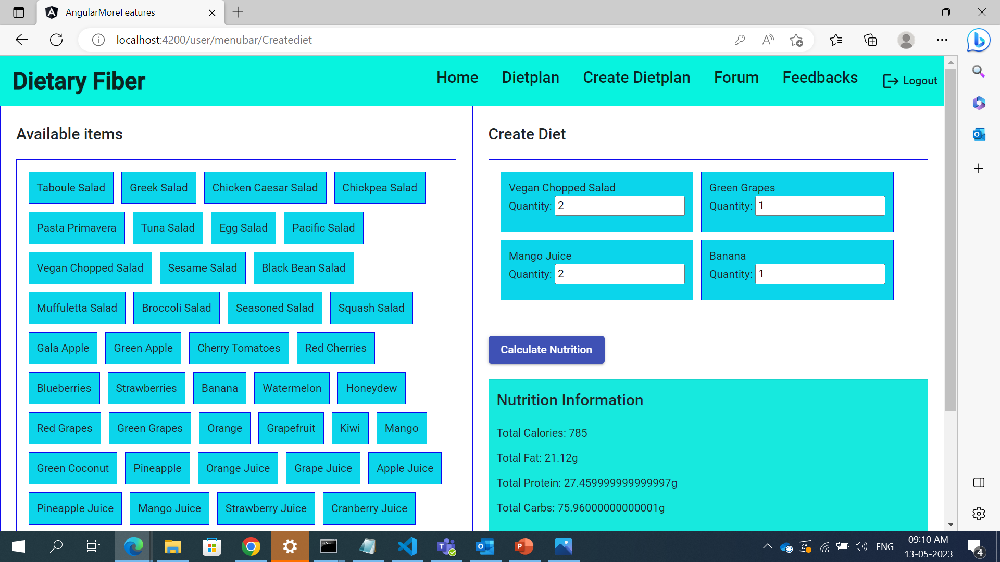 AngularMoreFeatures
localhost:4200/user/menubar/Creatediet
Dietary Fiber
Home Dietplan Create Dietplan Forum Feedbacks Logout
Available items
Taboule Salad Greek Salad Chicken Caesar Salad Chickpea Salad
Pasta Primavera Tuna Salad Egg Salad Pacific Salad
Vegan Chopped Salad Sesame Salad Black Bean Salad
Muffuletta Salad Broccoli Salad Seasoned Salad Squash Salad
Gala Apple Green Apple Cherry Tomatoes Red Cherries
Blueberries Strawberries Banana Watermelon Honeydew
Red Grapes Green Grapes Orange Grapefruit Kiwi Mango
Green Coconut Pineapple Orange Juice Grape Juice Apple Juice
Pineapple Juice Mango Juice Strawberry Juice Cranberry Juice
Create Diet
Vegan Chopped Salad
Quantity: 2
Green Grapes
Quantity: 1
Mango Juice
Quantity: 2
Banana
Quantity: 1
Calculate Nutrition
Nutrition Information
Total Calories: 785
Total Fat: 21.12g
Total Protein: 27.459999999999997g
Total Carbs: 75.96000000000001g
ENG
09:10 AM
13-05-2023
4